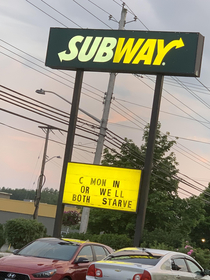 SUBWAY
C MON IN
OR WE LL
BOTH STARVE